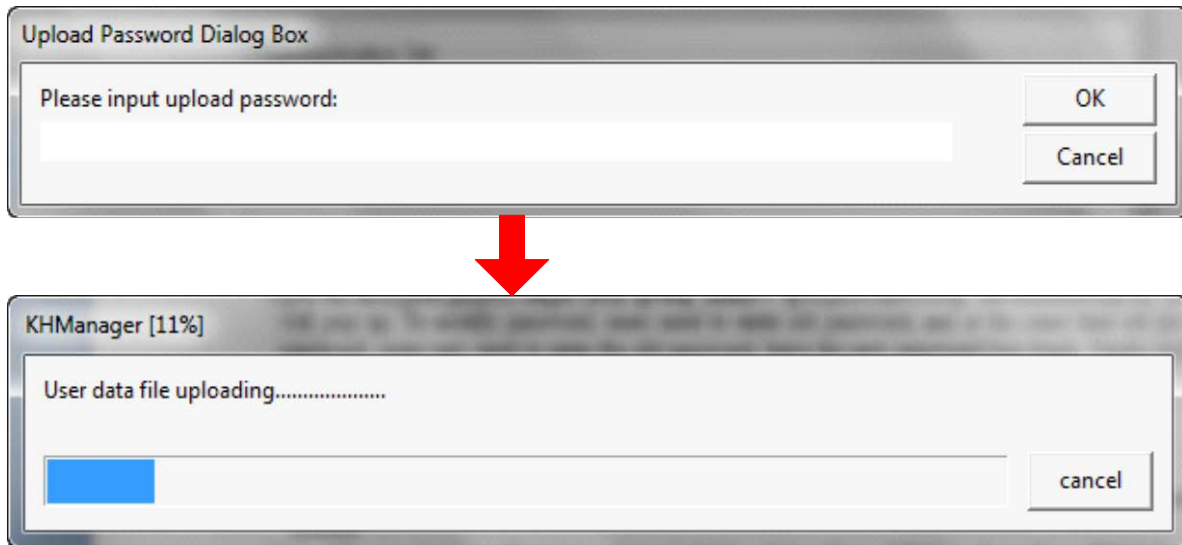 Upload Password Dialog Box
Please input upload password:
OK
Cancel
KHManager [11%]
User data file uploading....................
cancel